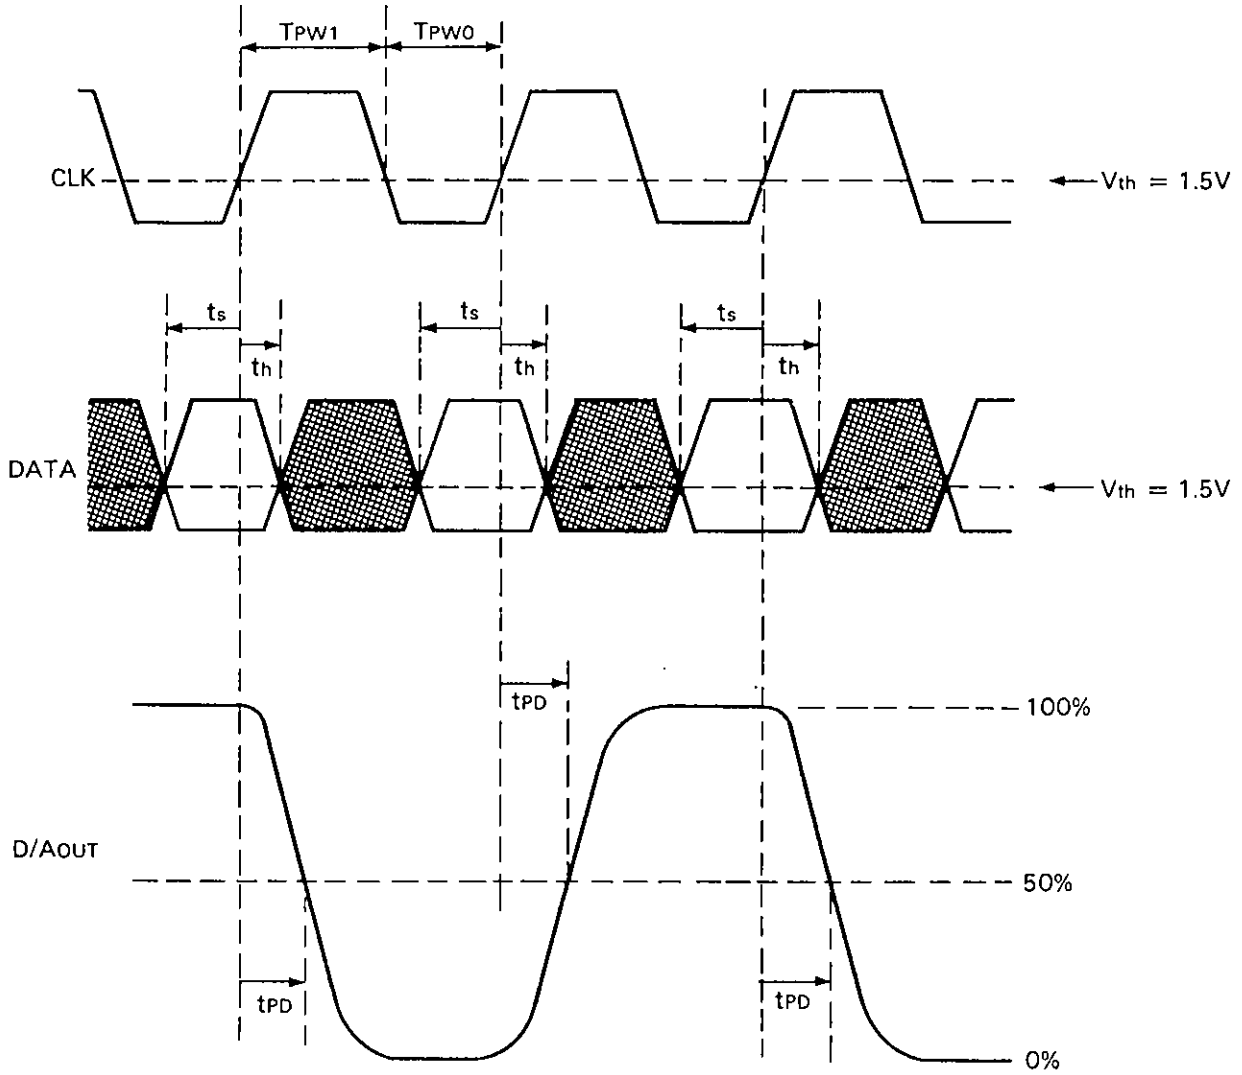 TPW1
TPW0
CLK
Vth = 1.5V
ts
ts
ts
th
th
th
DATA
Vth = 1.5V
tPD
100%
D/AOUT
50%
tPD
tPD
0%